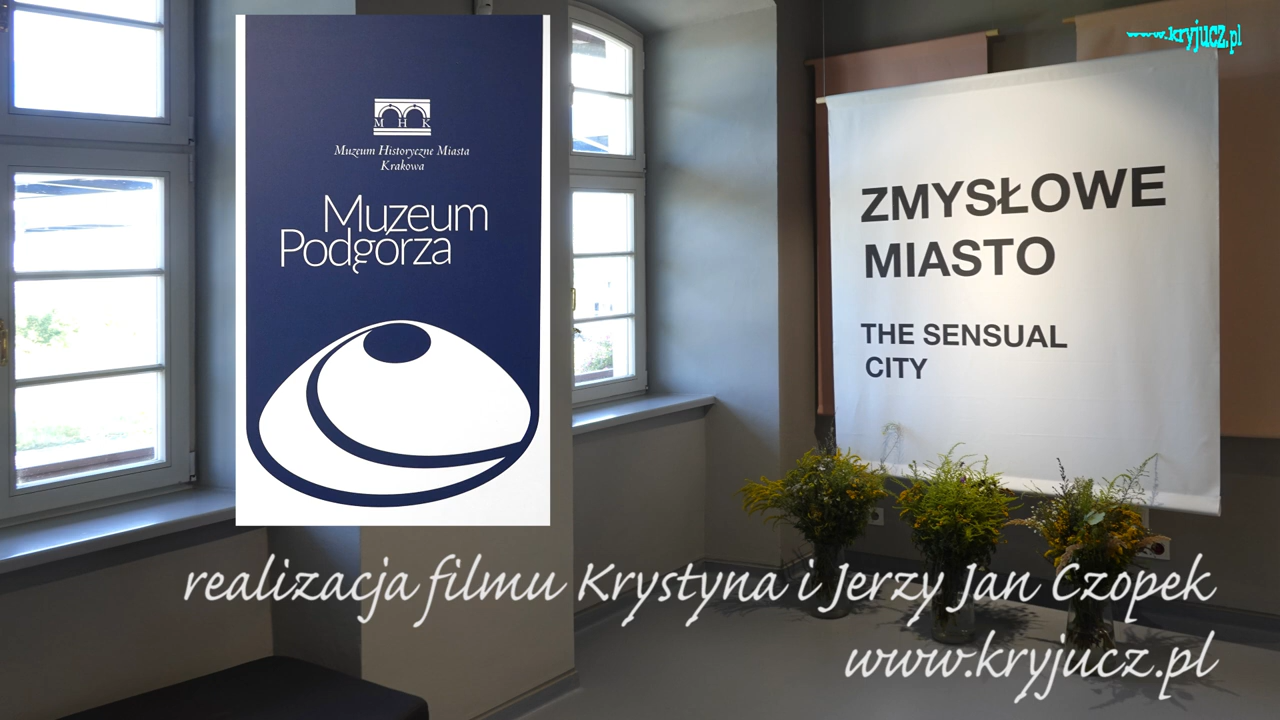 www.kryjucz.pl
M H K
Muzeum Historyczne Miasta
Krakowa
Muzeum
Podgórza
ZMYSŁOWE
MIASTO
THE SENSUAL
CITY
realizacja filmu Krystyna i Jerzy Jan Czopek
www.kryjucz.pl